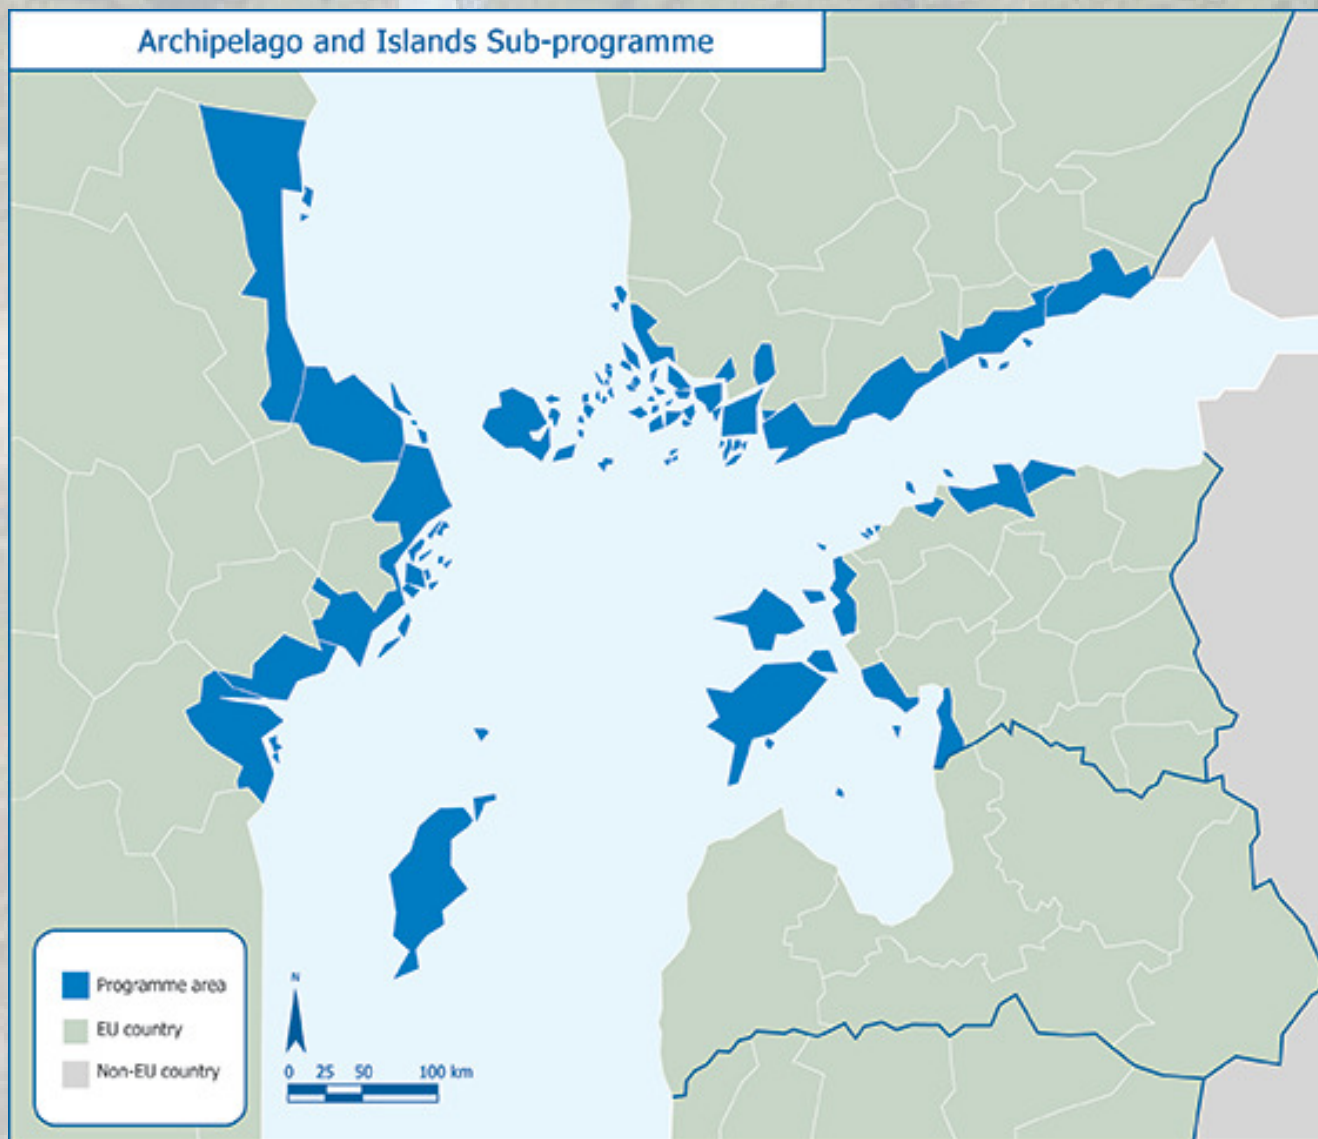 Archipelago and Islands Sub-programme
Programme area
EU country
Non-EU country
N
0 25 50 100 km